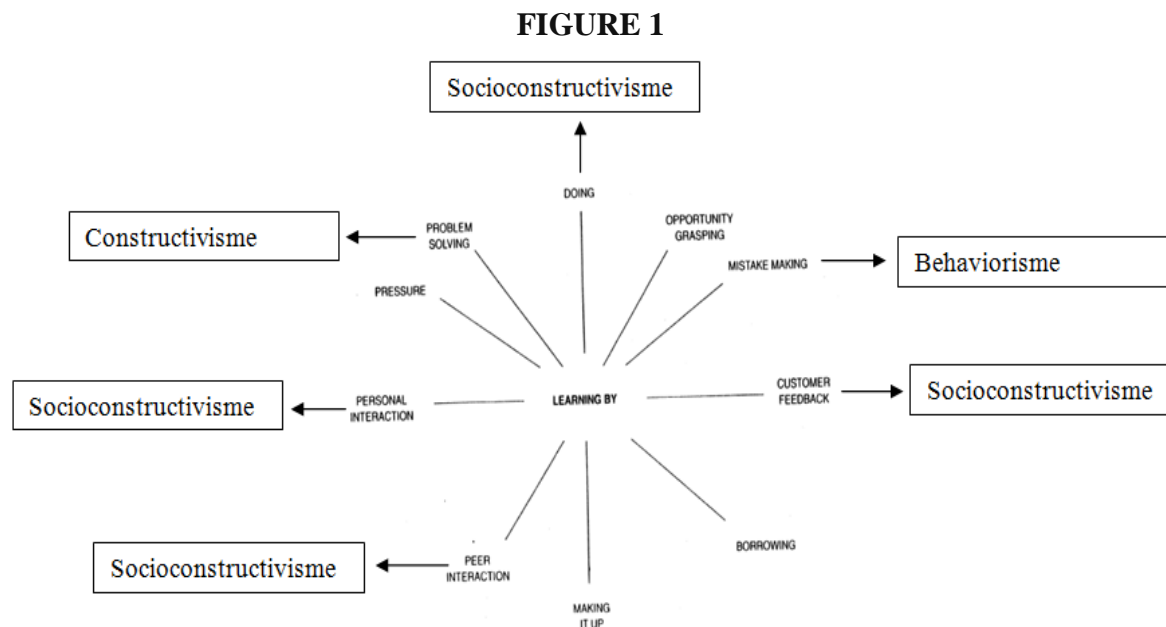 FIGURE 1
Socioconstructivisme
DOING
OPPORTUNITY
GRASPING
PROBLEM
SOLVING
Constructivisme
MISTAKE MAKING
Behaviorisme
PRESSURE
CUSTOMER
FEEDBACK
Socioconstructivisme
Socioconstructivisme
PERSONAL
INTERACTION
LEARNING BY
BORROWING
Socioconstructivisme
PEER
INTERACTION
MAKING
IT UP